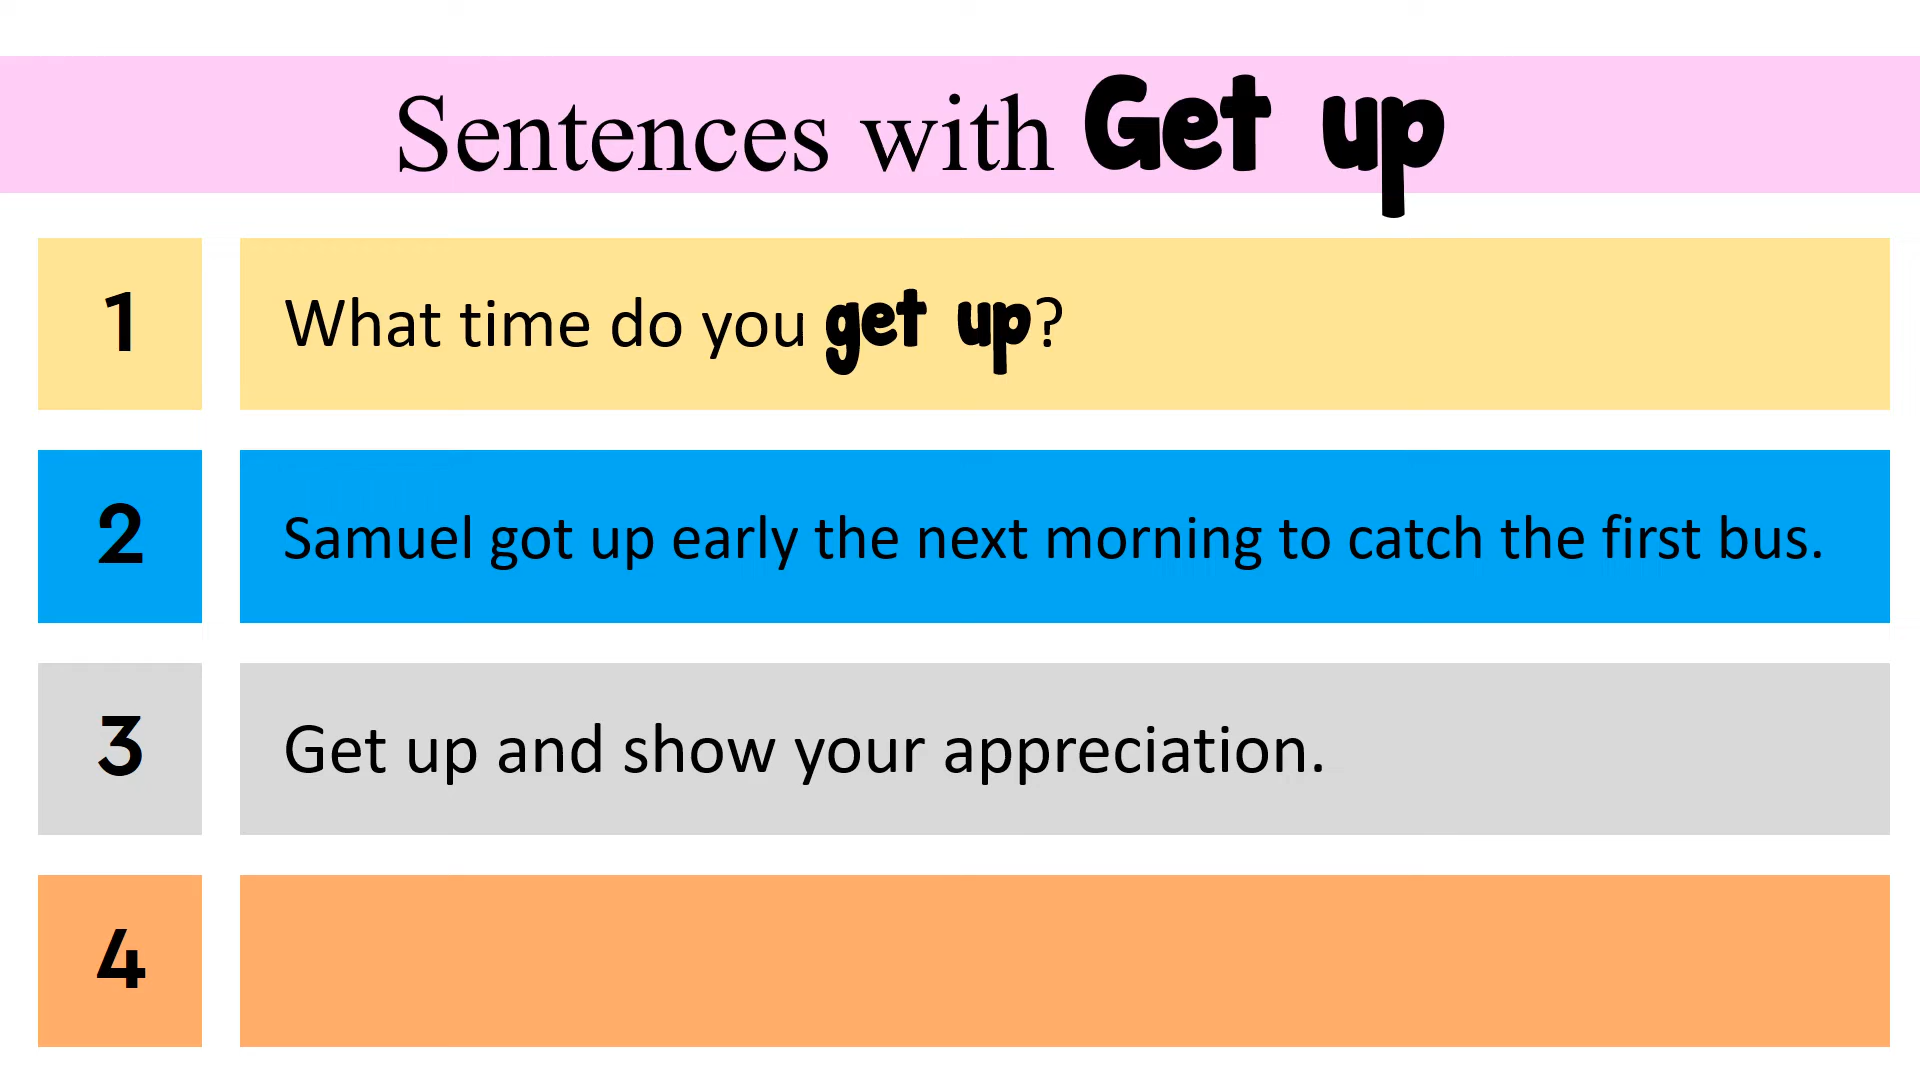 Sentences with Get up
1 What time do you get up?
2 Samuel got up early the next morning to catch the first bus.
3 Get up and show your appreciation.
4